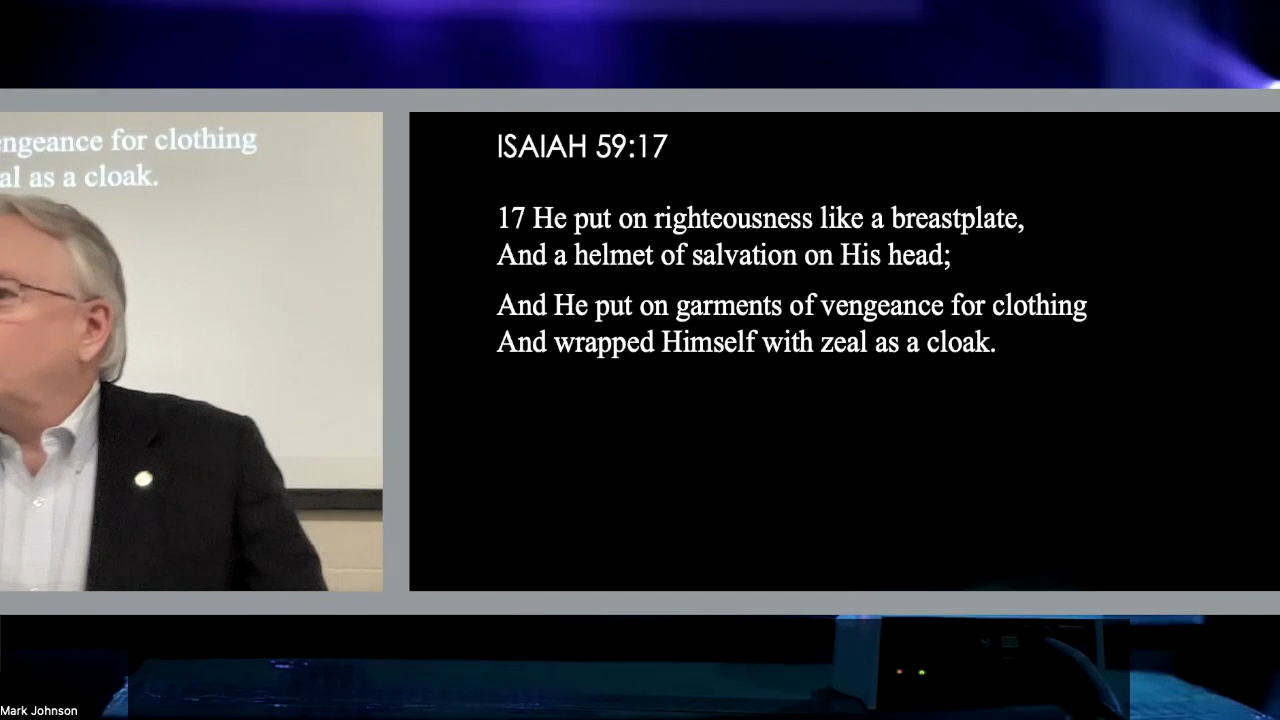 engeance for clothing
al as a cloak.
ISAIAH 59:17
17 He put on righteousness like a breastplate,
And a helmet of salvation on His head;
And He put on garments of vengeance for clothing
And wrapped Himself with zeal as a cloak.
Mark Johnson